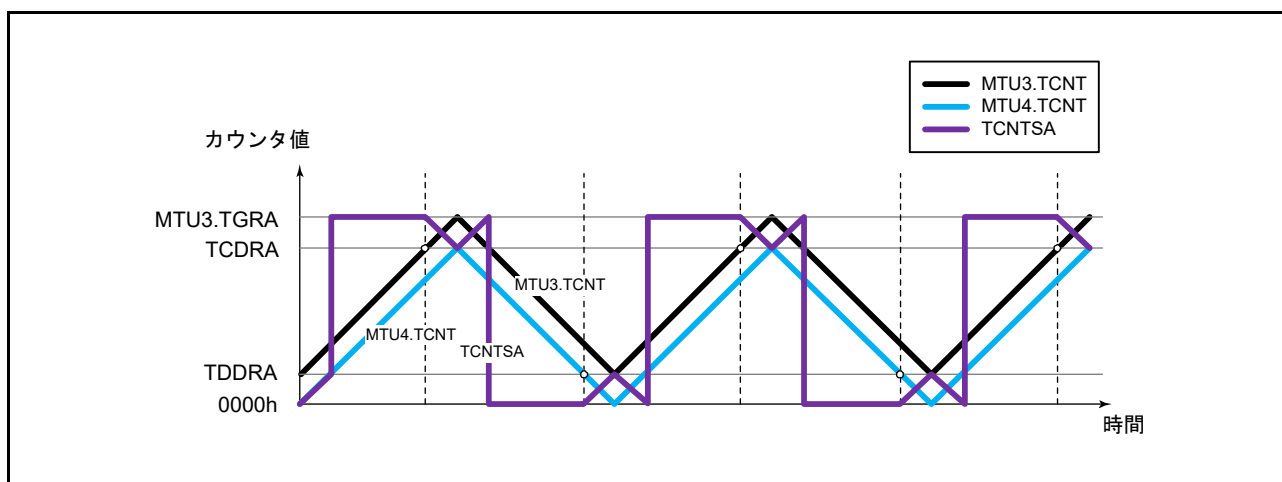 MTU3.TCNT
MTU4.TCNT
TCNTSA
カウンタ値
MTU3.TGRA
TCDRA
MTU3.TCNT
MTU4.TCNT
TCNTSA
TDDRA
0000h
時間